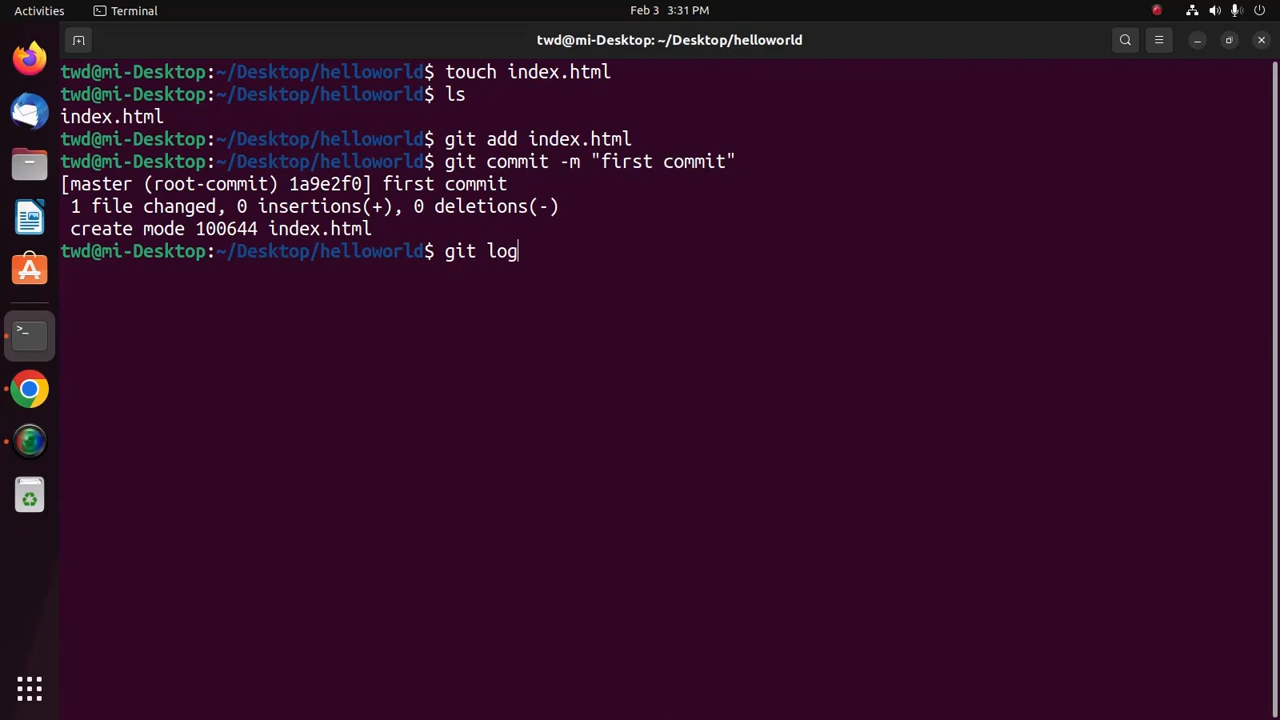 Activities Terminal Feb 3 3:31 PM
twd@mi-Desktop: ~/Desktop/helloworld
twd@mi-Desktop:~/Desktop/helloworld$ touch index.html
twd@mi-Desktop:~/Desktop/helloworld$ ls
index.html
twd@mi-Desktop:~/Desktop/helloworld$ git add index.html
twd@mi-Desktop:~/Desktop/helloworld$ git commit -m "first commit"
[master (root-commit) 1a9e2f0] first commit
 1 file changed, 0 insertions(+), 0 deletions(-)
 create mode 100644 index.html
twd@mi-Desktop:~/Desktop/helloworld$ git log